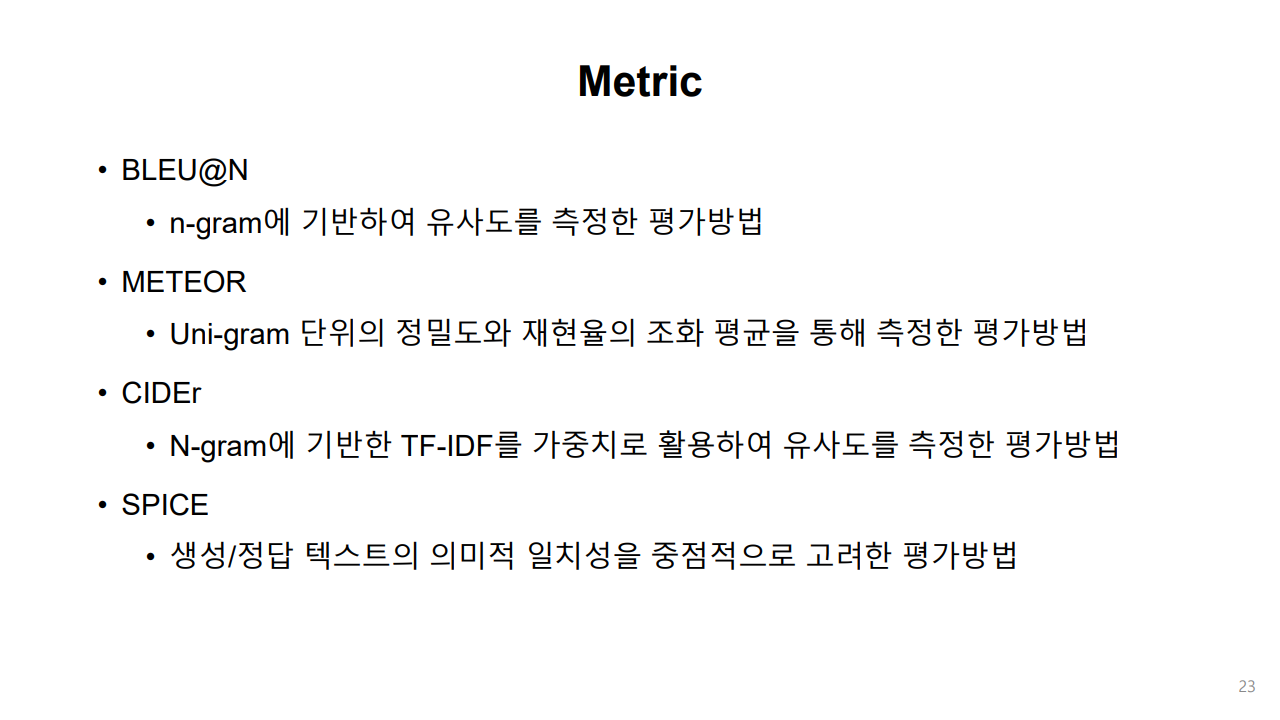 Metric
• BLEU@N
• n-gram에 기반하여 유사도를 측정한 평가방법
• METEOR
• Uni-gram 단위의 정밀도와 재현율의 조화 평균을 통해 측정한 평가방법
• CIDEr
• N-gram에 기반한 TF-IDF를 가중치로 활용하여 유사도를 측정한 평가방법
• SPICE
• 생성/정답 텍스트의 의미적 일치성을 중점적으로 고려한 평가방법
23